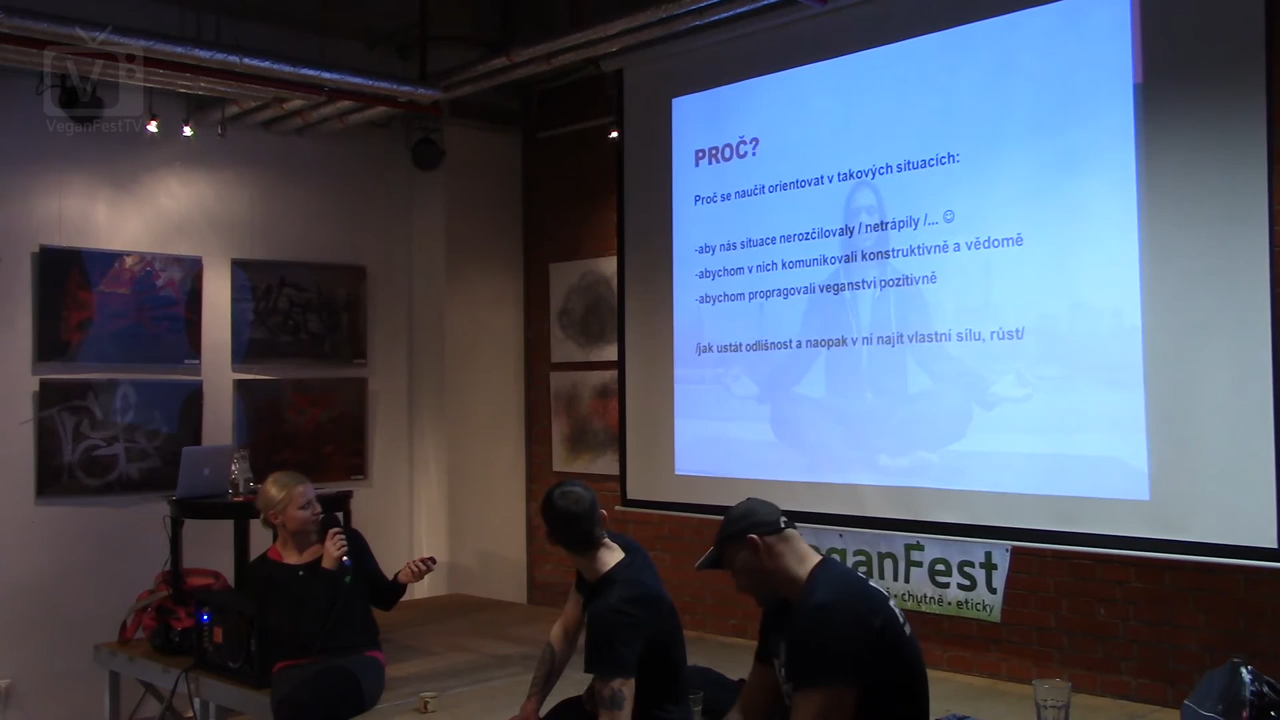 VeganFestTV
PROČ?
Proč se naučit orientovat v takových situacích:
-aby nás situace nerozčilovaly / netrápily /... ☺
-abychom v nich komunikovali konstruktivně a vědomě
-abychom propragovali veganství pozitivně
/jak ustát odlišnost a naopak v ní najít vlastní sílu, růst/
ganFest
• chutně • eticky